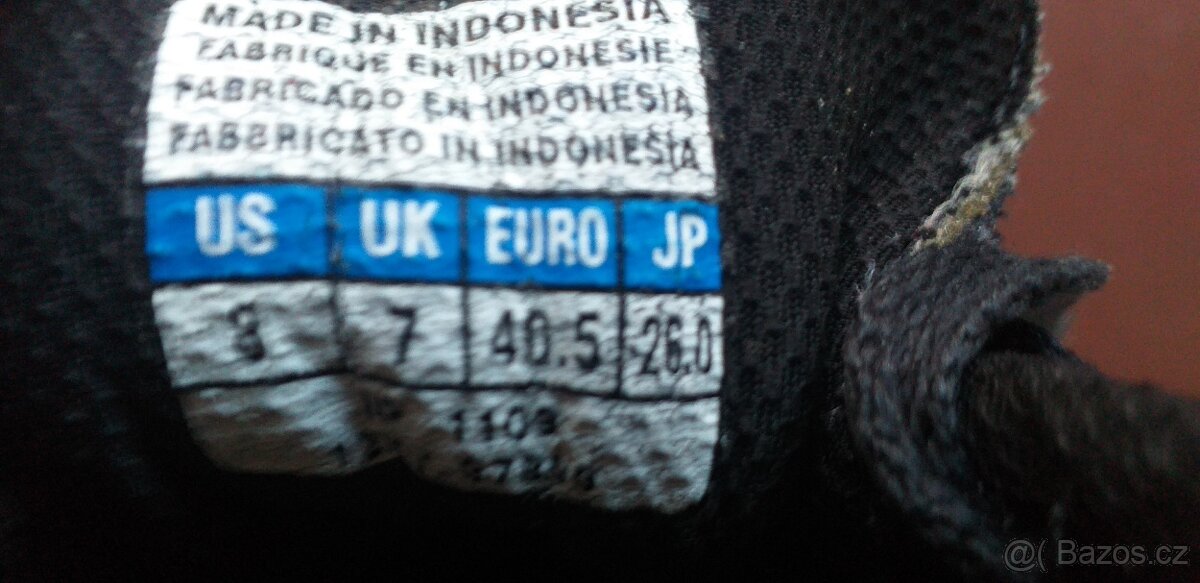 MADE IN INDONESIA
FABRIQUE EN INDONESIE
FABRICADO EN INDONESIA
FABBRICATO IN INDONESIA
US UK EURO JP
8 7 40.5 26.0
@( Bazos.cz